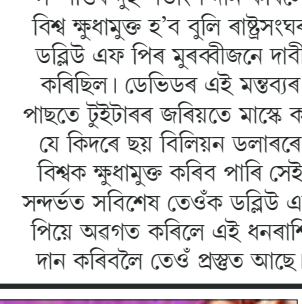 বিশ্ব ক্ষুধামুক্ত হ'ব বুলি ৰাষ্ট্ৰসংঘৰ
ডব্লিউ এফ পিৰ মুৰব্বীজনে দাবী
কৰিছিল। ডেভিডৰ এই মন্তব্যৰ
পাছতে টুইটাৰৰ জৰিয়তে মাস্কে ক
যে কিদৰে ছয় বিলিয়ন ডলাৰৰে
বিশ্বক ক্ষুধামুক্ত কৰিব পাৰি সেই
সন্দৰ্ভত সবিশেষ তেওঁক ডব্লিউ এ
পিয়ে অৱগত কৰিলে এই ধনৰাশি
দান কৰিবলৈ তেওঁ প্ৰস্তুত আছে।